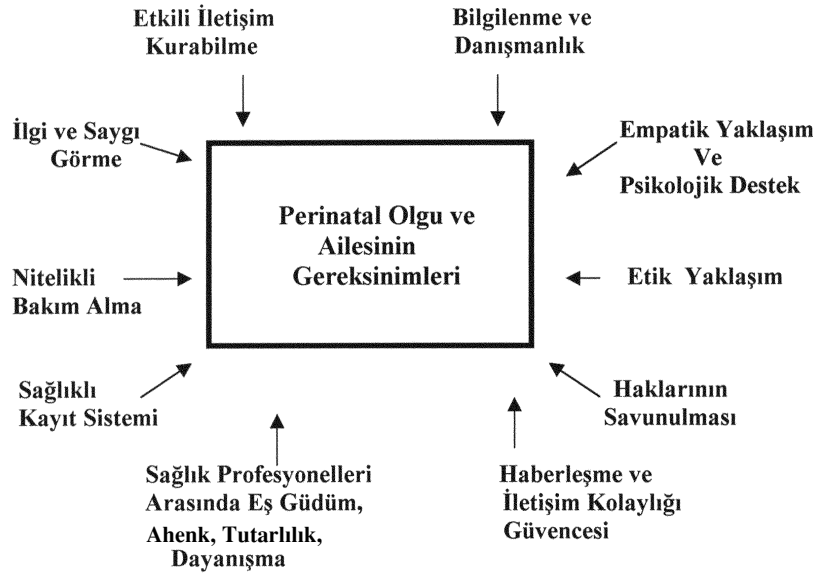 Etkili İletişim
Kurabilme
Bilgilenme ve
Danışmanlık
İlgi ve Saygı
Görme
Empatik Yaklaşım
Ve
Psikolojik Destek
Perinatal Olgu ve
Ailesinin
Gereksinimleri
Nitelikli
Bakım Alma
Etik Yaklaşım
Sağlıklı
Kayıt Sistemi
Haklarının
Savunulması
Sağlık Profesyonelleri
Arasında Eş Güdüm,
Ahenk, Tutarlılık,
Dayanışma
Haberleşme ve
İletişim Kolaylığı
Güvencesi